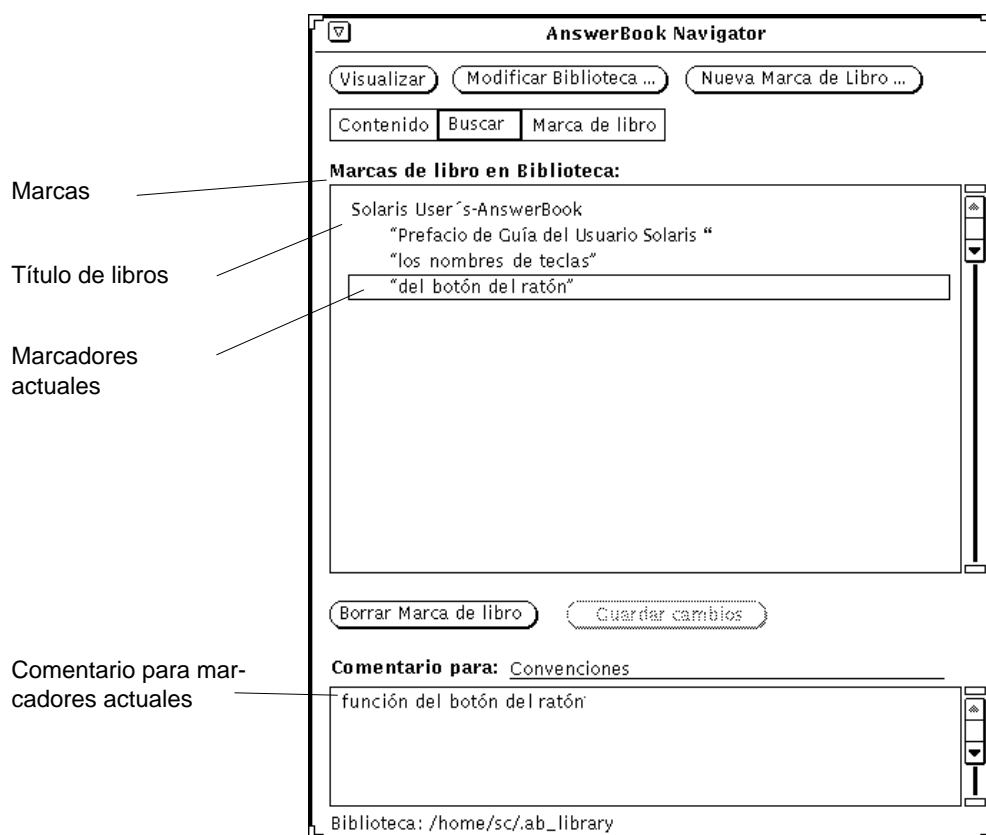 AnswerBook Navigator
Visualizar Modificar Biblioteca ... Nueva Marca de Libro ...
Contenido Buscar Marca de libro
Marcas de libro en Biblioteca:
Marcas
Solaris User´s-AnswerBook
“Prefacio de Guía del Usuario Solaris “
Título de libros
“los nombres de teclas”
“del botón del ratón”
Marcadores
actuales
Borrar Marca de libro Guardar cambios
Comentario para: Convenciones
Comentario para mar-
cadores actuales
función del botón del ratón
Biblioteca: /home/sc/.ab_library